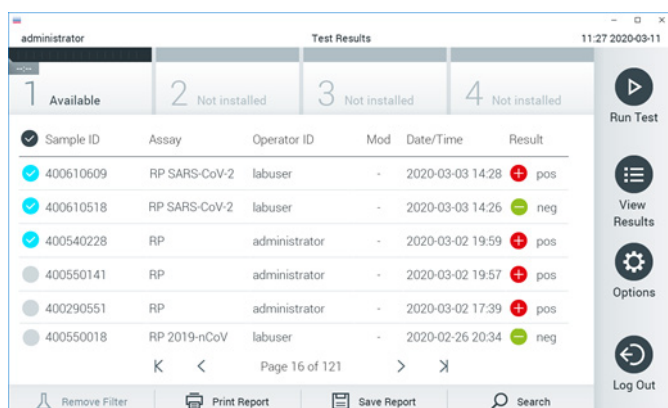 administrator Test Results 11:27 2020-03-11
--:--
1 Available 2 Not installed 3 Not installed 4 Not installed
Run Test
Sample ID Assay Operator ID Mod Date/Time Result
400610609 RP SARS-CoV-2 labuser - 2020-03-03 14:28 pos
400610518 RP SARS-CoV-2 labuser - 2020-03-03 14:26 neg
View
Results
400540228 RP administrator - 2020-03-02 19:59 pos
400550141 RP administrator - 2020-03-02 19:57 pos
Options
400290551 RP administrator - 2020-03-02 17:39 pos
400550018 RP 2019-nCoV labuser - 2020-02-26 20:34 neg
Page 16 of 121
Log Out
Remove Filter Print Report Save Report Search